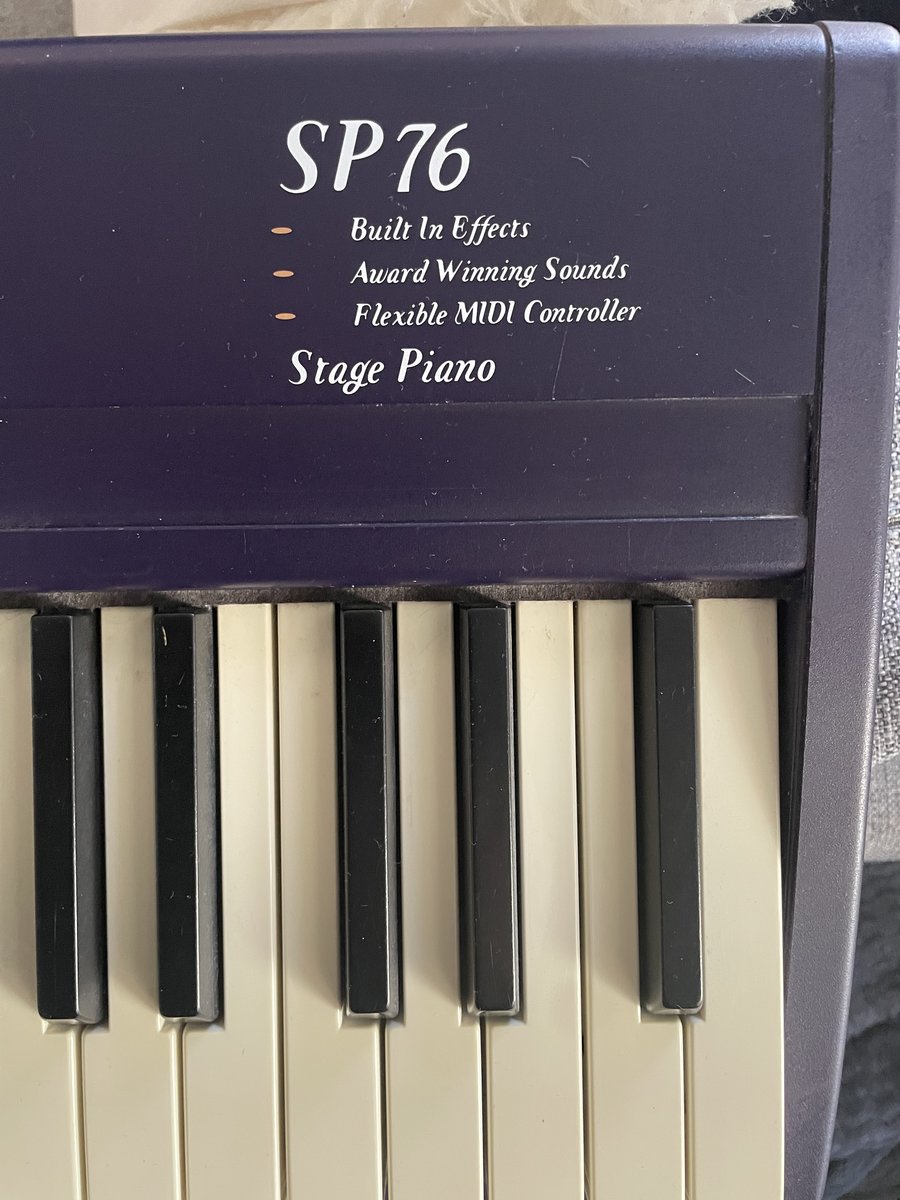 SP76
Built In Effects
Award Winning Sounds
Flexible MIDI Controller
Stage Piano